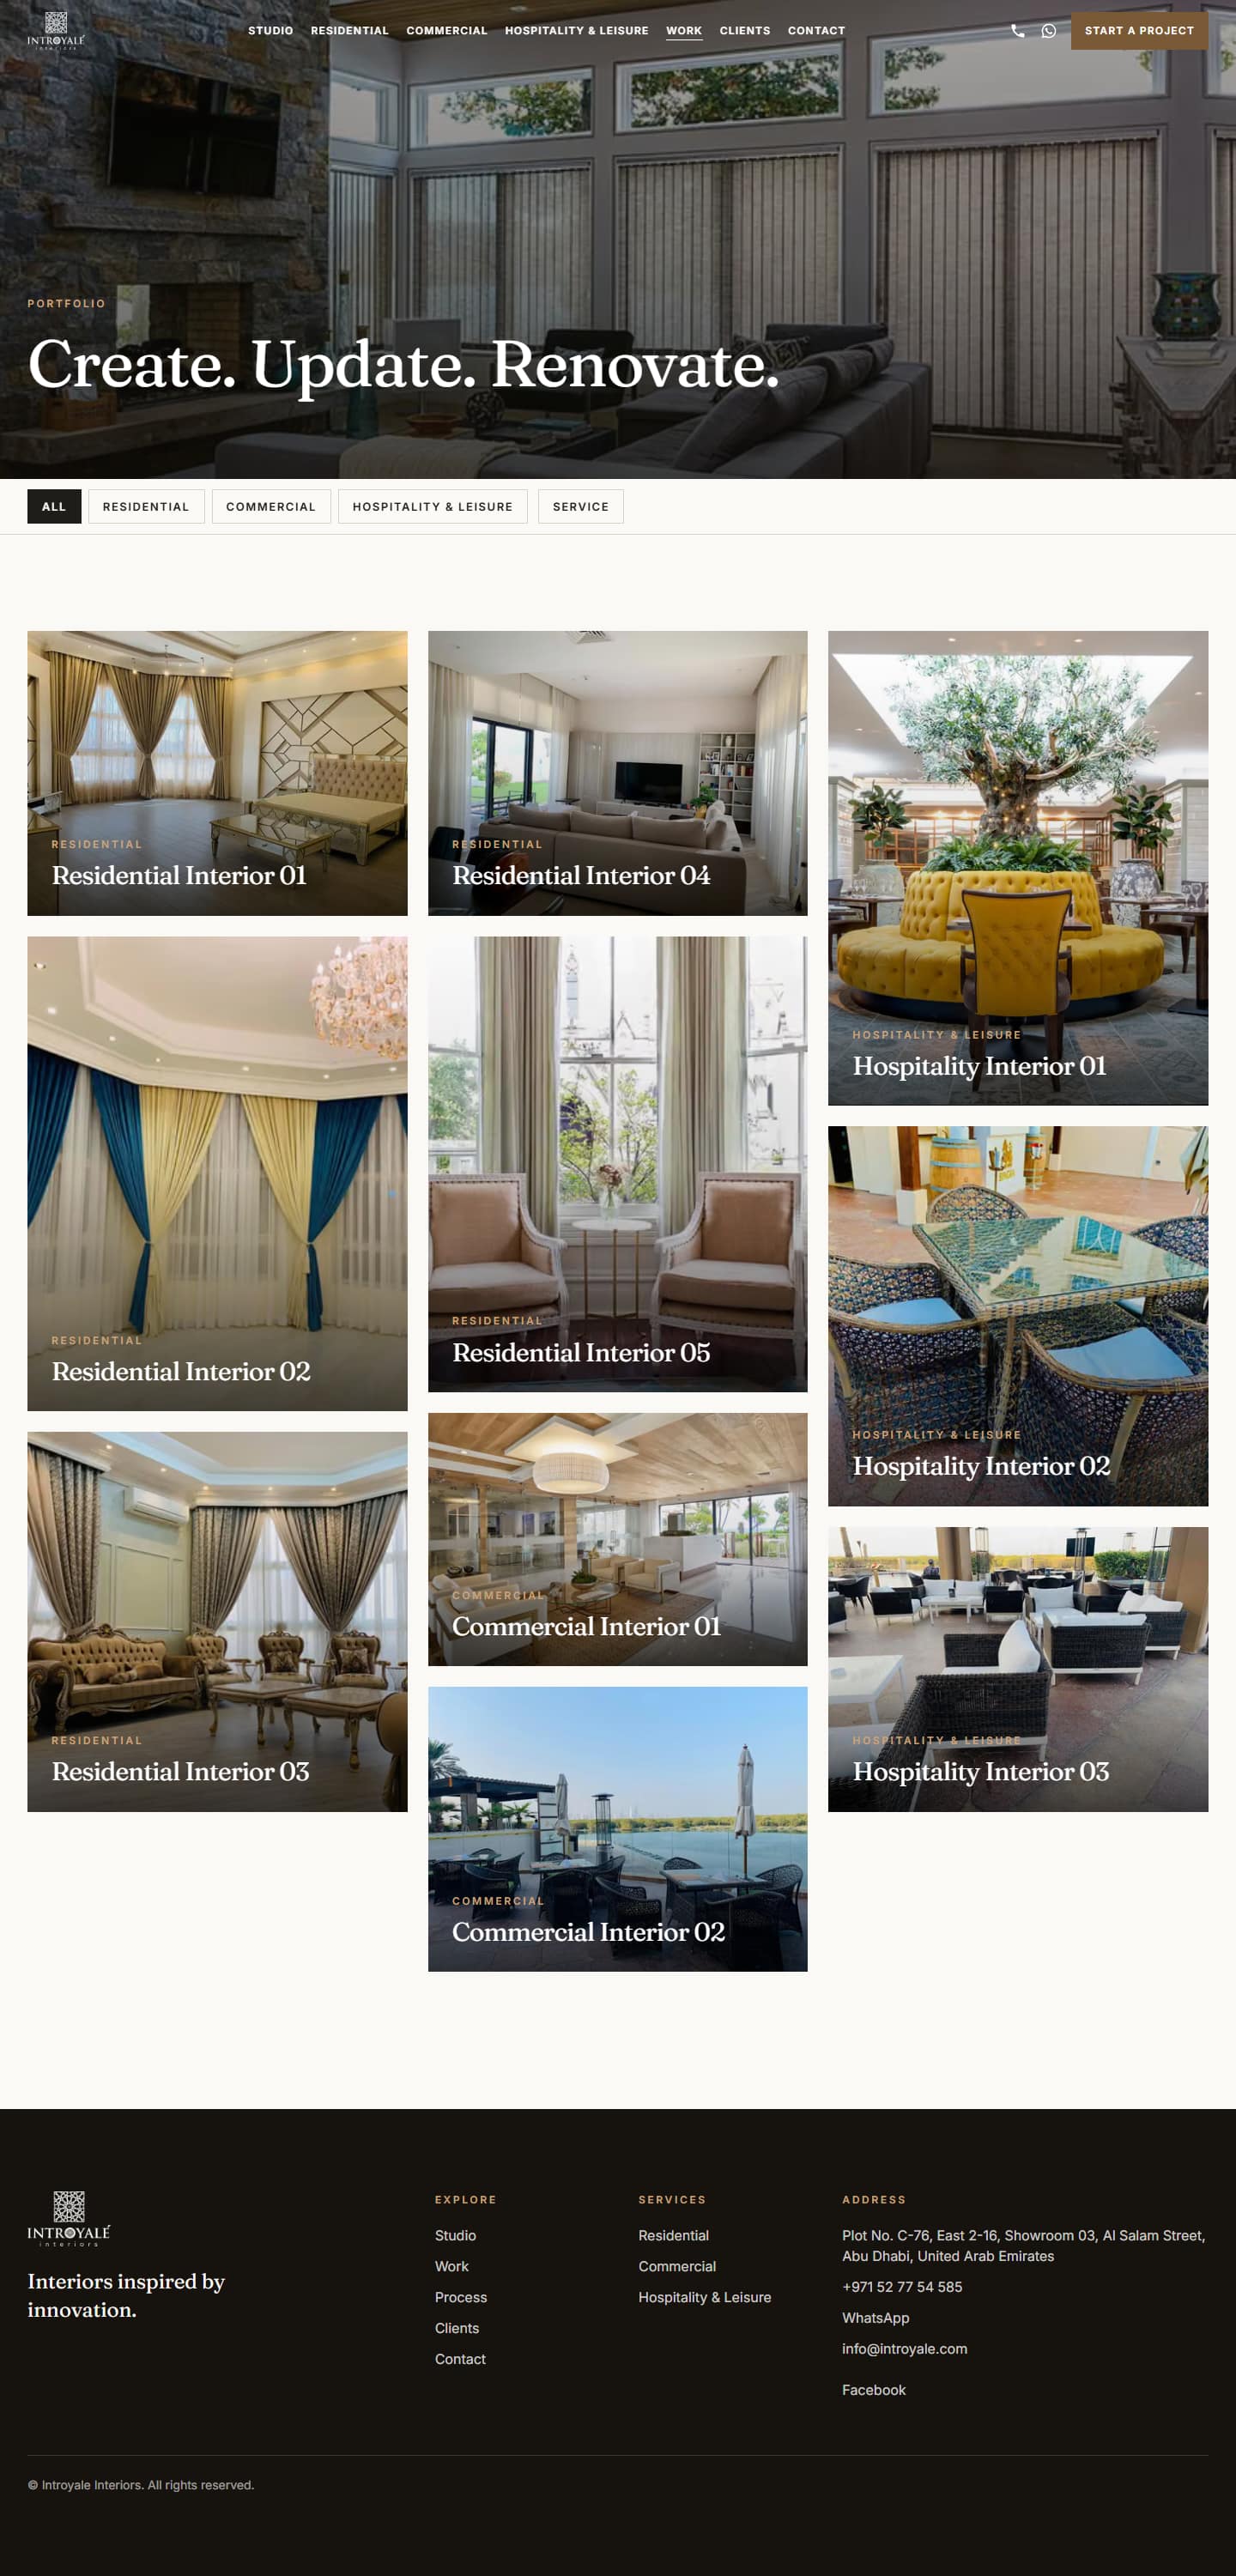 INTROYALE
interiors
STUDIO RESIDENTIAL COMMERCIAL HOSPITALITY & LEISURE WORK CLIENTS CONTACT
START A PROJECT
PORTFOLIO
Create. Update. Renovate.
ALL RESIDENTIAL COMMERCIAL HOSPITALITY & LEISURE SERVICE
RESIDENTIAL
Residential Interior 01
RESIDENTIAL
Residential Interior 02
RESIDENTIAL
Residential Interior 03
RESIDENTIAL
Residential Interior 04
RESIDENTIAL
Residential Interior 05
COMMERCIAL
Commercial Interior 01
COMMERCIAL
Commercial Interior 02
HOSPITALITY & LEISURE
Hospitality Interior 01
HOSPITALITY & LEISURE
Hospitality Interior 02
HOSPITALITY & LEISURE
Hospitality Interior 03
INTROYALE
interiors
Interiors inspired by
innovation.
EXPLORE
Studio
Work
Process
Clients
Contact
SERVICES
Residential
Commercial
Hospitality & Leisure
ADDRESS
Plot No. C-76, East 2-16, Showroom 03, Al Salam Street,
Abu Dhabi, United Arab Emirates
+971 52 77 54 585
WhatsApp
info@introyale.com
Facebook
© Introyale Interiors. All rights reserved.